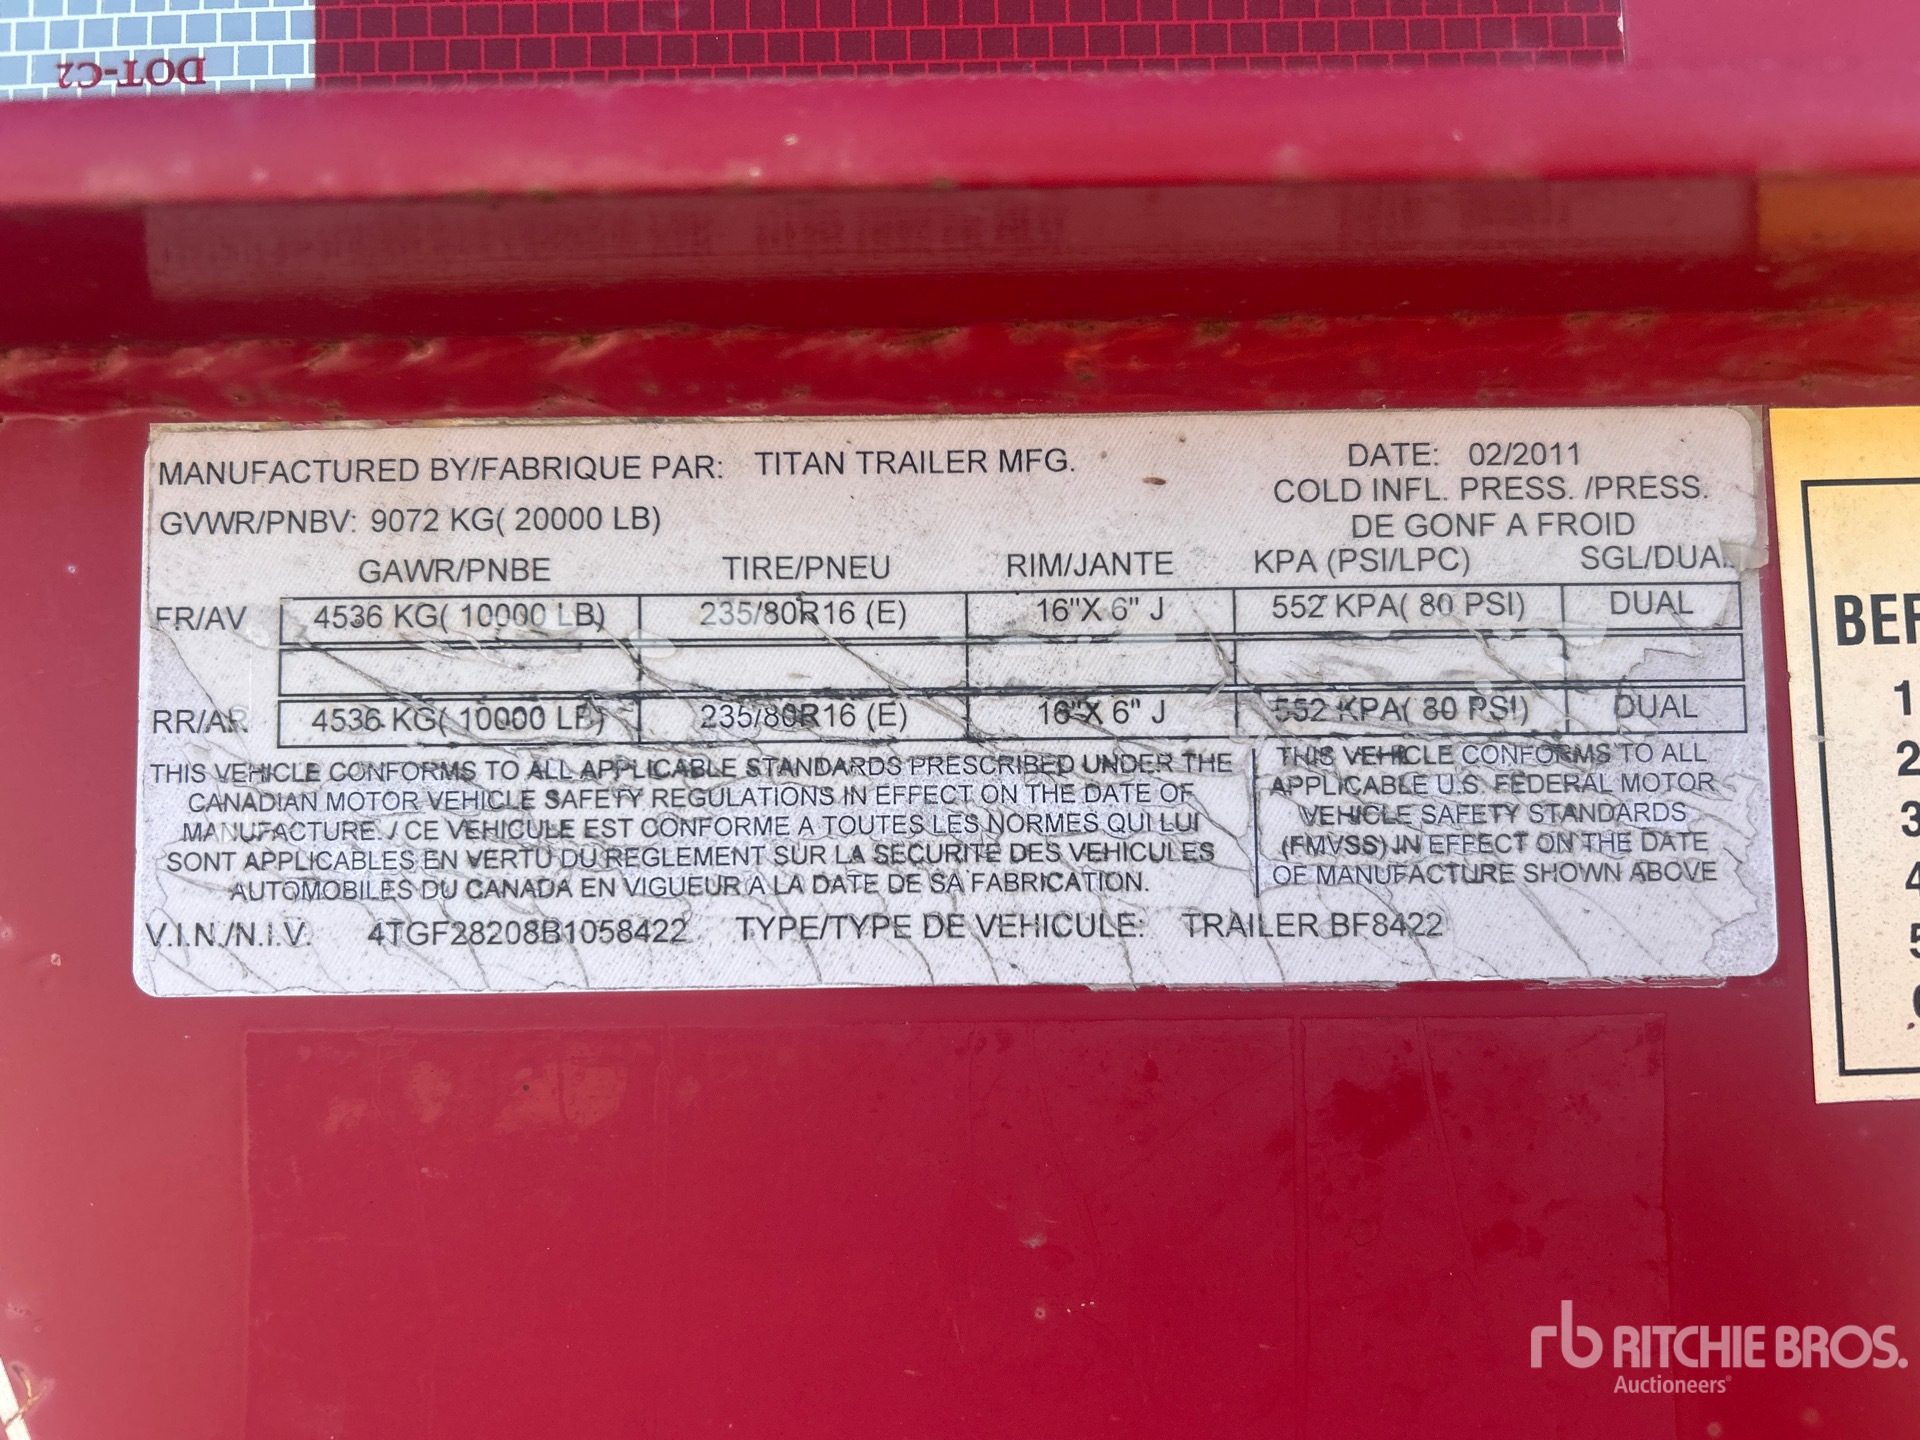 DOT-C2
MANUFACTURED BY/FABRIQUE PAR: TITAN TRAILER MFG. DATE: 02/2011
GVWR/PNBV: 9072 KG( 20000 LB) COLD INFL. PRESS. /PRESS.
DE GONF A FROID
GAWR/PNBE TIRE/PNEU RIM/JANTE KPA (PSI/LPC) SGL/DUAL
FR/AV 4536 KG( 10000 LB) 235/80R16 (E) 16"X 6" J 552 KPA( 80 PSI) DUAL
RR/AR 4536 KG( 10000 LB) 235/80R16 (E) 16"X 6" J 552 KPA( 80 PSI) DUAL
THIS VEHICLE CONFORMS TO ALL APPLICABLE STANDARDS PRESCRIBED UNDER THE
CANADIAN MOTOR VEHICLE SAFETY REGULATIONS IN EFFECT ON THE DATE OF
MANUFACTURE. / CE VEHICULE EST CONFORME A TOUTES LES NORMES QUI LUI
SONT APPLICABLES EN VERTU DU REGLEMENT SUR LA SECURITE DES VEHICULES
AUTOMOBILES DU CANADA EN VIGUEUR A LA DATE DE SA FABRICATION.
THIS VEHICLE CONFORMS TO ALL
APPLICABLE U.S. FEDERAL MOTOR
VEHICLE SAFETY STANDARDS
(FMVSS) IN EFFECT ON THE DATE
OF MANUFACTURE SHOWN ABOVE
V.I.N./N.I.V. 4TGF28208B1058422 TYPE/TYPE DE VEHICULE: TRAILER BF8422
BEF
1
2
3
4
5
rb RITCHIE BROS.
Auctioneers